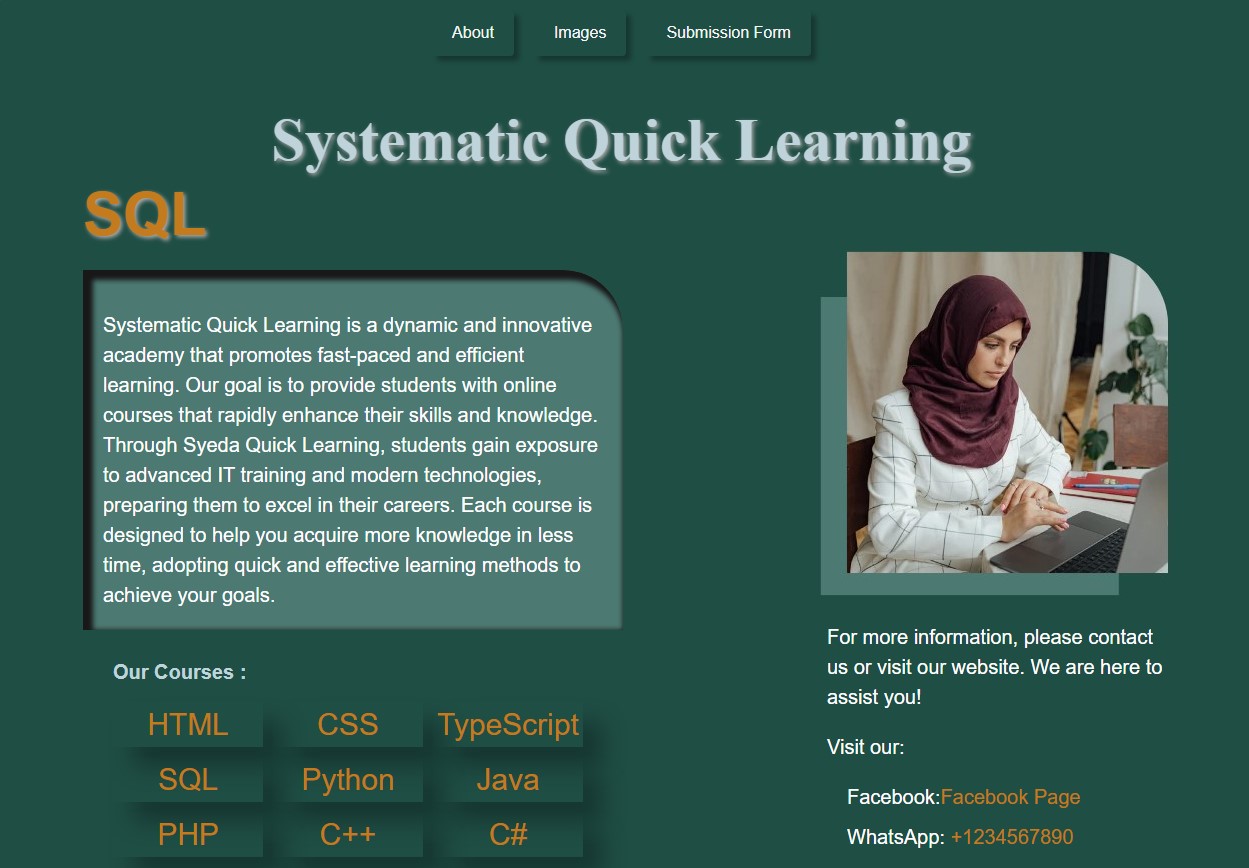 About
Images
Submission Form
Systematic Quick Learning
SQL
Systematic Quick Learning is a dynamic and innovative
academy that promotes fast-paced and efficient
learning. Our goal is to provide students with online
courses that rapidly enhance their skills and knowledge.
Through Syeda Quick Learning, students gain exposure
to advanced IT training and modern technologies,
preparing them to excel in their careers. Each course is
designed to help you acquire more knowledge in less
time, adopting quick and effective learning methods to
achieve your goals.
Our Courses :
HTML
CSS
TypeScript
SQL
Python
Java
PHP
C++
C#
For more information, please contact
us or visit our website. We are here to
assist you!
Visit our:
Facebook:Facebook Page
WhatsApp: +1234567890